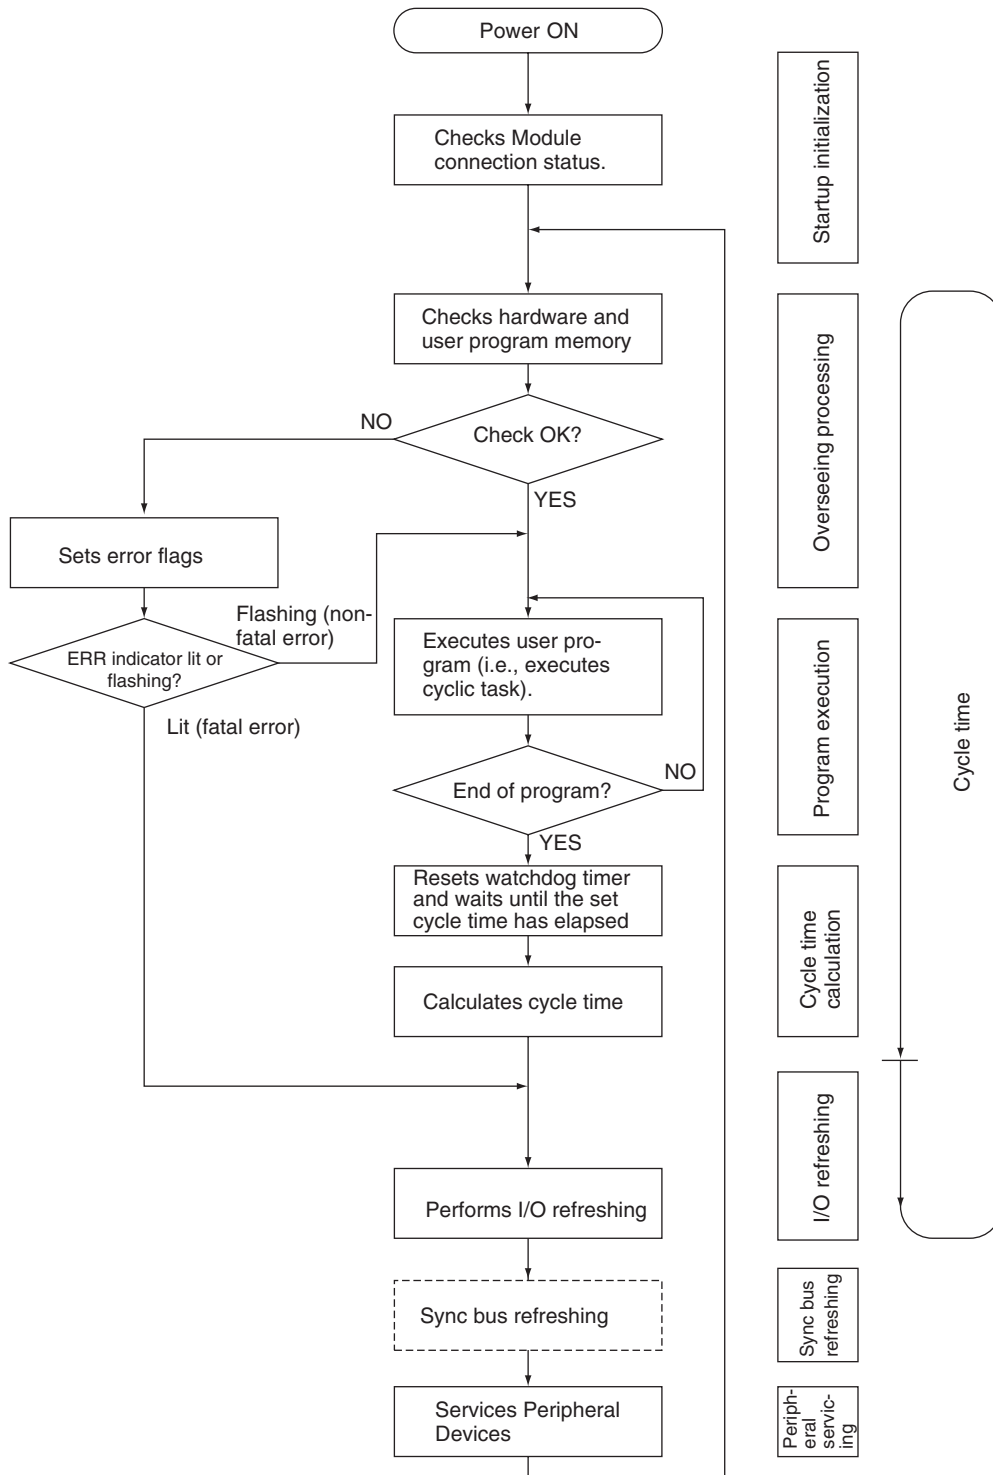 Power ON
Checks Module
connection status.
Startup initialization
Checks hardware and
user program memory
Check OK?
NO
YES
Overseeing processing
Sets error flags
Flashing (non-
fatal error)
ERR indicator lit or
flashing?
Lit (fatal error)
Executes user pro-
gram (i.e., executes
cyclic task).
End of program?
NO
YES
Program execution
Cycle time
Resets watchdog timer
and waits until the set
cycle time has elapsed
Calculates cycle time
Cycle time
calculation
Performs I/O refreshing
I/O refreshing
Sync bus refreshing
Sync bus
refreshing
Services Peripheral
Devices
Periph-
eral
servic-
ing